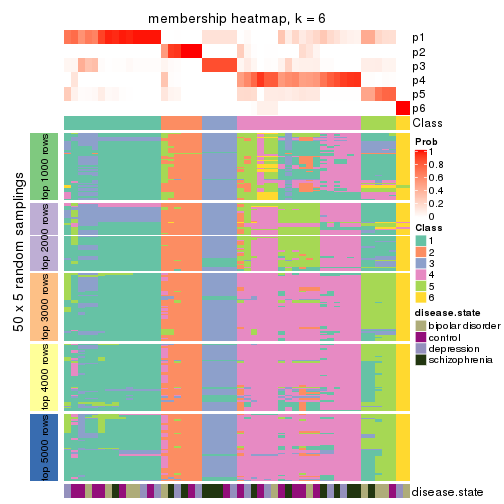 membership heatmap, k = 6
p1
p2
p3
p4
p5
p6
Class
50 x 5 random samplings
top 1000 rows
top 2000 rows
top 3000 rows
top 4000 rows
top 5000 rows
Prob
1
0.8
0.6
0.4
0.2
0
Class
1
2
3
4
5
6
disease.state
bipolar disorder
control
depression
schizophrenia
disease.state